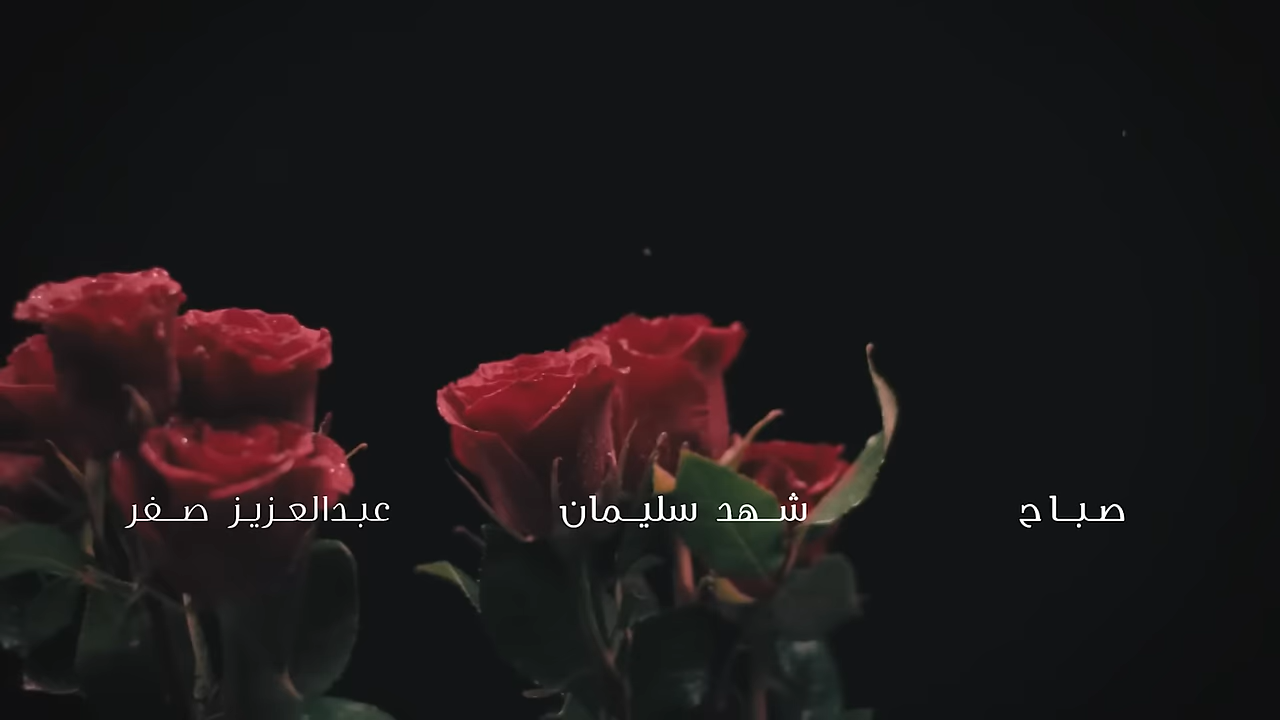 صباح
شهد سليمان
عبدالعزيز صفر